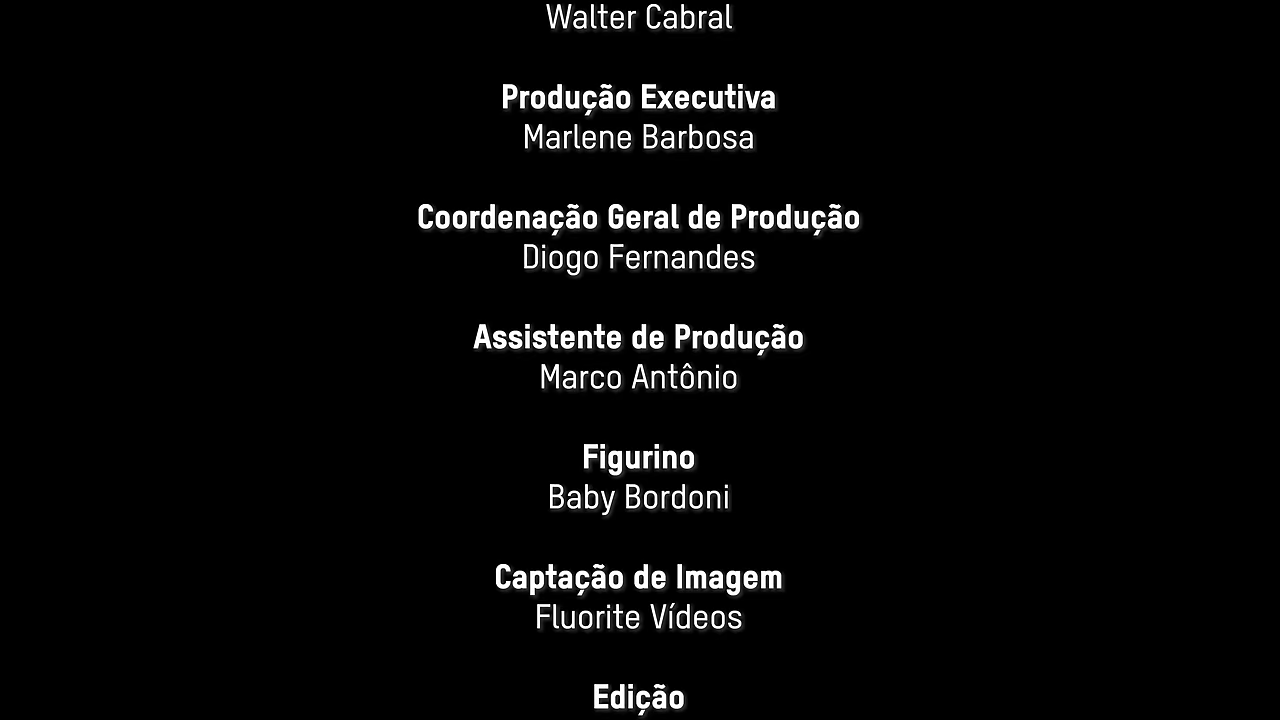 Walter Cabral
Produção Executiva
Marlene Barbosa
Coordenação Geral de Produção
Diogo Fernandes
Assistente de Produção
Marco Antônio
Figurino
Baby Bordoni
Captação de Imagem
Fluorite Vídeos
Edição